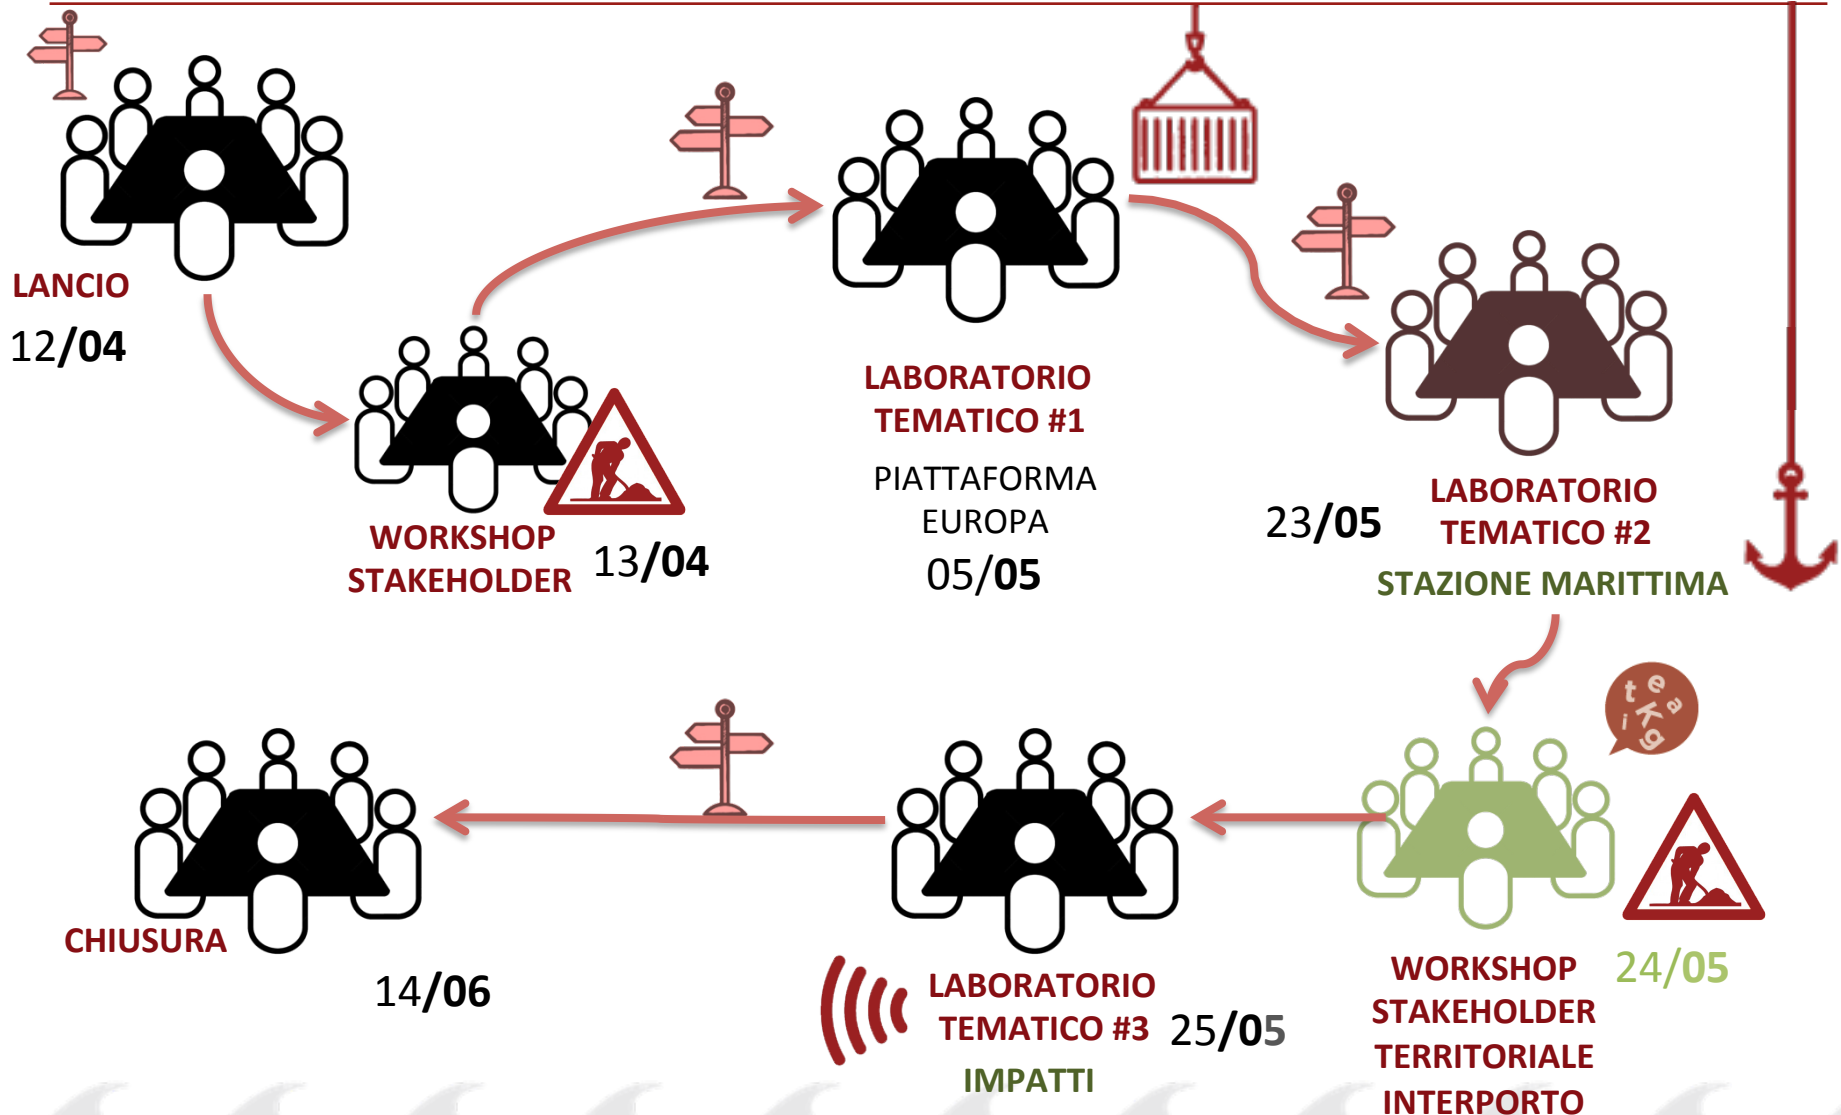 LANCIO
12/04
WORKSHOP
STAKEHOLDER
13/04
LABORATORIO
TEMATICO #1
PIATTAFORMA
EUROPA
05/05
23/05
LABORATORIO
TEMATICO #2
STAZIONE MARITTIMA
t e a
i K g
WORKSHOP
STAKEHOLDER
TERRITORIALE
INTERPORTO
24/05
LABORATORIO
TEMATICO #3
IMPATTI
25/05
CHIUSURA
14/06